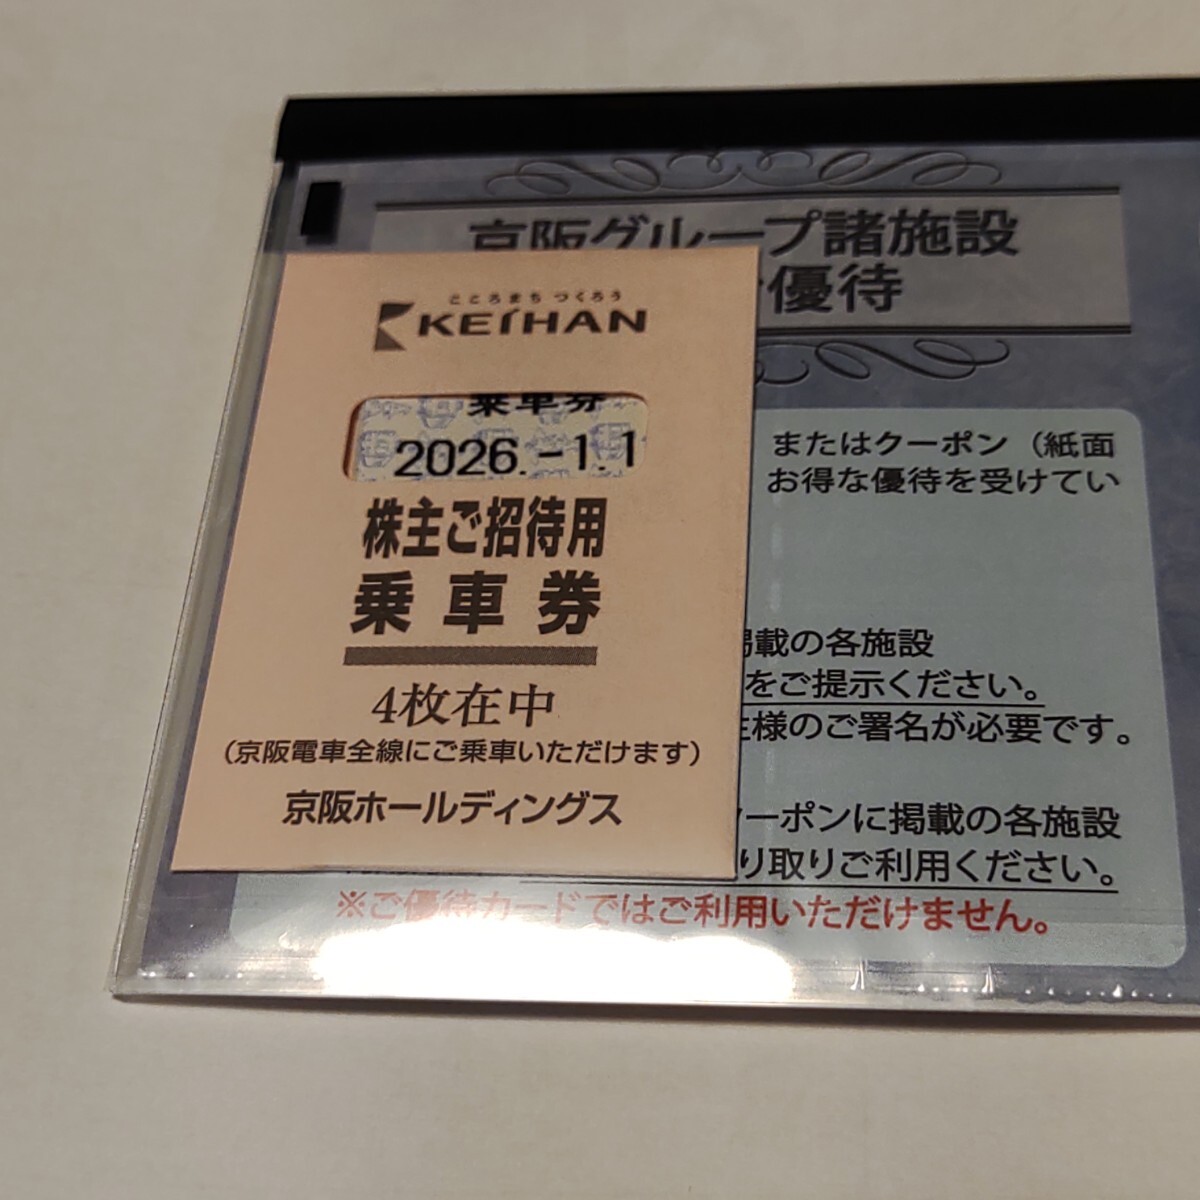 京阪グループ諸施設
優待
こころまち つくろう
KEIHAN
乗車券
2026.-1.1
株主ご招待用
乗車券
4枚在中
(京阪電車全線にご乗車いただけます)
京阪ホールディングス
またはクーポン（紙面
お得な優待を受けてい
掲載の各施設
をご提示ください。
主様のご署名が必要です。
クーポンに掲載の各施設
り取りご利用ください。
※ご優待カードではご利用いただけません。